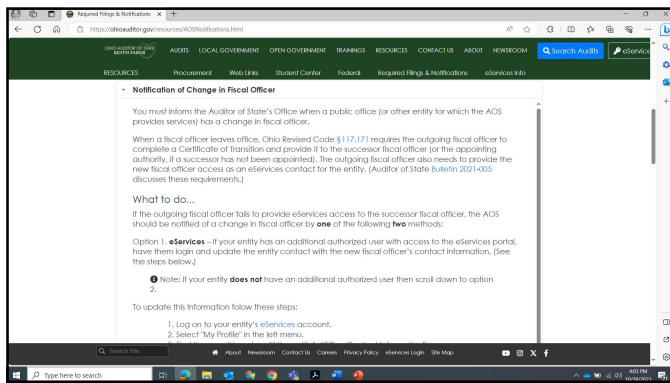 Required Filings & Notifications
https://ohioauditor.gov/resources/AOSNotifications.html
OHIO AUDITOR OF STATE
KEITH FABER
AUDITS LOCAL GOVERNMENT OPEN GOVERNMENT TRAININGS RESOURCES CONTACT US ABOUT NEWSROOM
Search Audits
eService
RESOURCES Procurement Web Links Student Center Federal Required Filings & Notifications eServices Info
Notification of Change in Fiscal Officer
You must inform the Auditor of State's Office when a public office (or other entity for which the AOS
provides services) has a change in fiscal officer.
When a fiscal officer leaves office, Ohio Revised Code §117.171 requires the outgoing fiscal officer to
complete a Certificate of Transition and provide it to the successor fiscal officer (or the appointing
authority, if a successor has not been appointed). The outgoing fiscal officer also needs to provide the
new fiscal officer access as an eServices contact for the entity. (Auditor of State Bulletin 2021-005
discusses these requirements.)
What to do...
If the outgoing fiscal officer fails to provide eServices access to the successor fiscal officer, the AOS
should be notified of a change in fiscal officer by one of the following two methods:
Option 1. eServices – If your entity has an additional authorized user with access to the eServices portal,
have them login and update the entity contact with the new fiscal officer's contact information. (See
the steps below.)
Note: If your entity does not have an additional authorized user then scroll down to option
2.
To update this information folow these steps:
1. Log on to your entity's eServices account.
2. Select "My Profile" in the left menu.
Search Site
About Newsroom Contact Us Careers Privacy Policy eServices Login Site Map
Type here to search
4:03 PM
10/18/2023